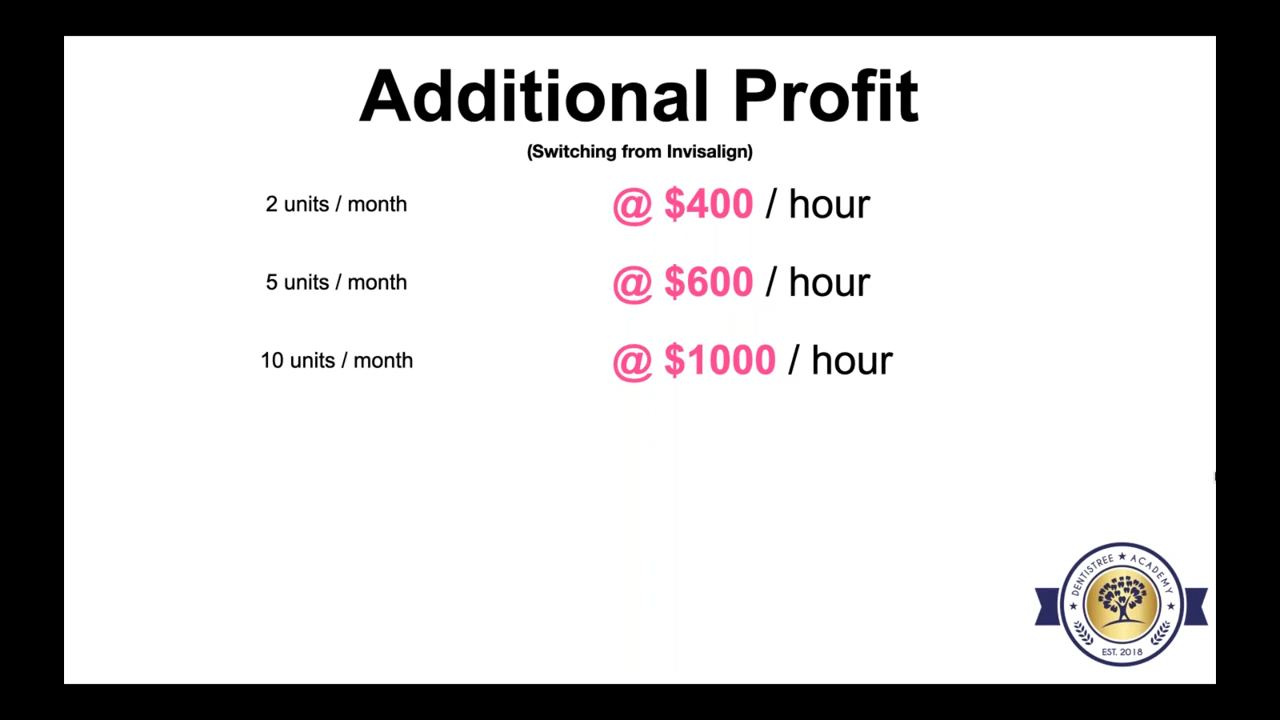 Additional Profit
(Switching from Invisalign)
2 units / month @ $400 / hour
5 units / month @ $600 / hour
10 units / month @ $1000 / hour
DENTISTREE ★ ACADEMY
EST. 2018